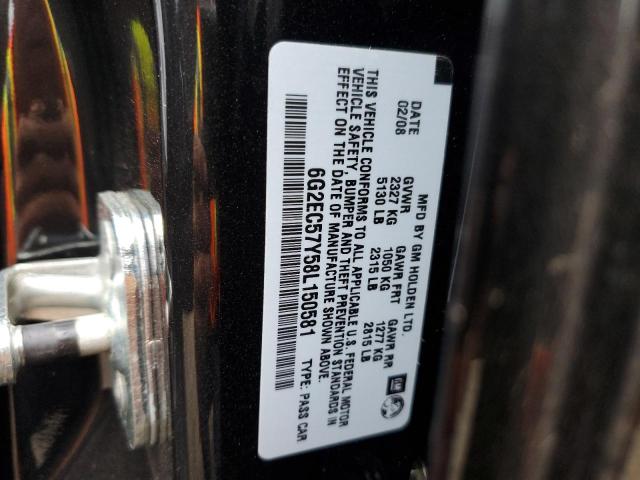 MFD BY GM HOLDEN LTD.
DATE GVWR GAWR FRT GAWR RR
02/08 2327 KG 1050 KG 1277 KG
5130 LB 2315 LB 2815 LB
GM
THIS VEHICLE CONFORMS TO ALL APPLICABLE U.S. FEDERAL MOTOR
VEHICLE SAFETY, BUMPER AND THEFT PREVENTION STANDARDS IN
EFFECT ON THE DATE OF MANUFACTURE SHOWN ABOVE.
6G2EC57Y58L150581 TYPE: PASS CAR